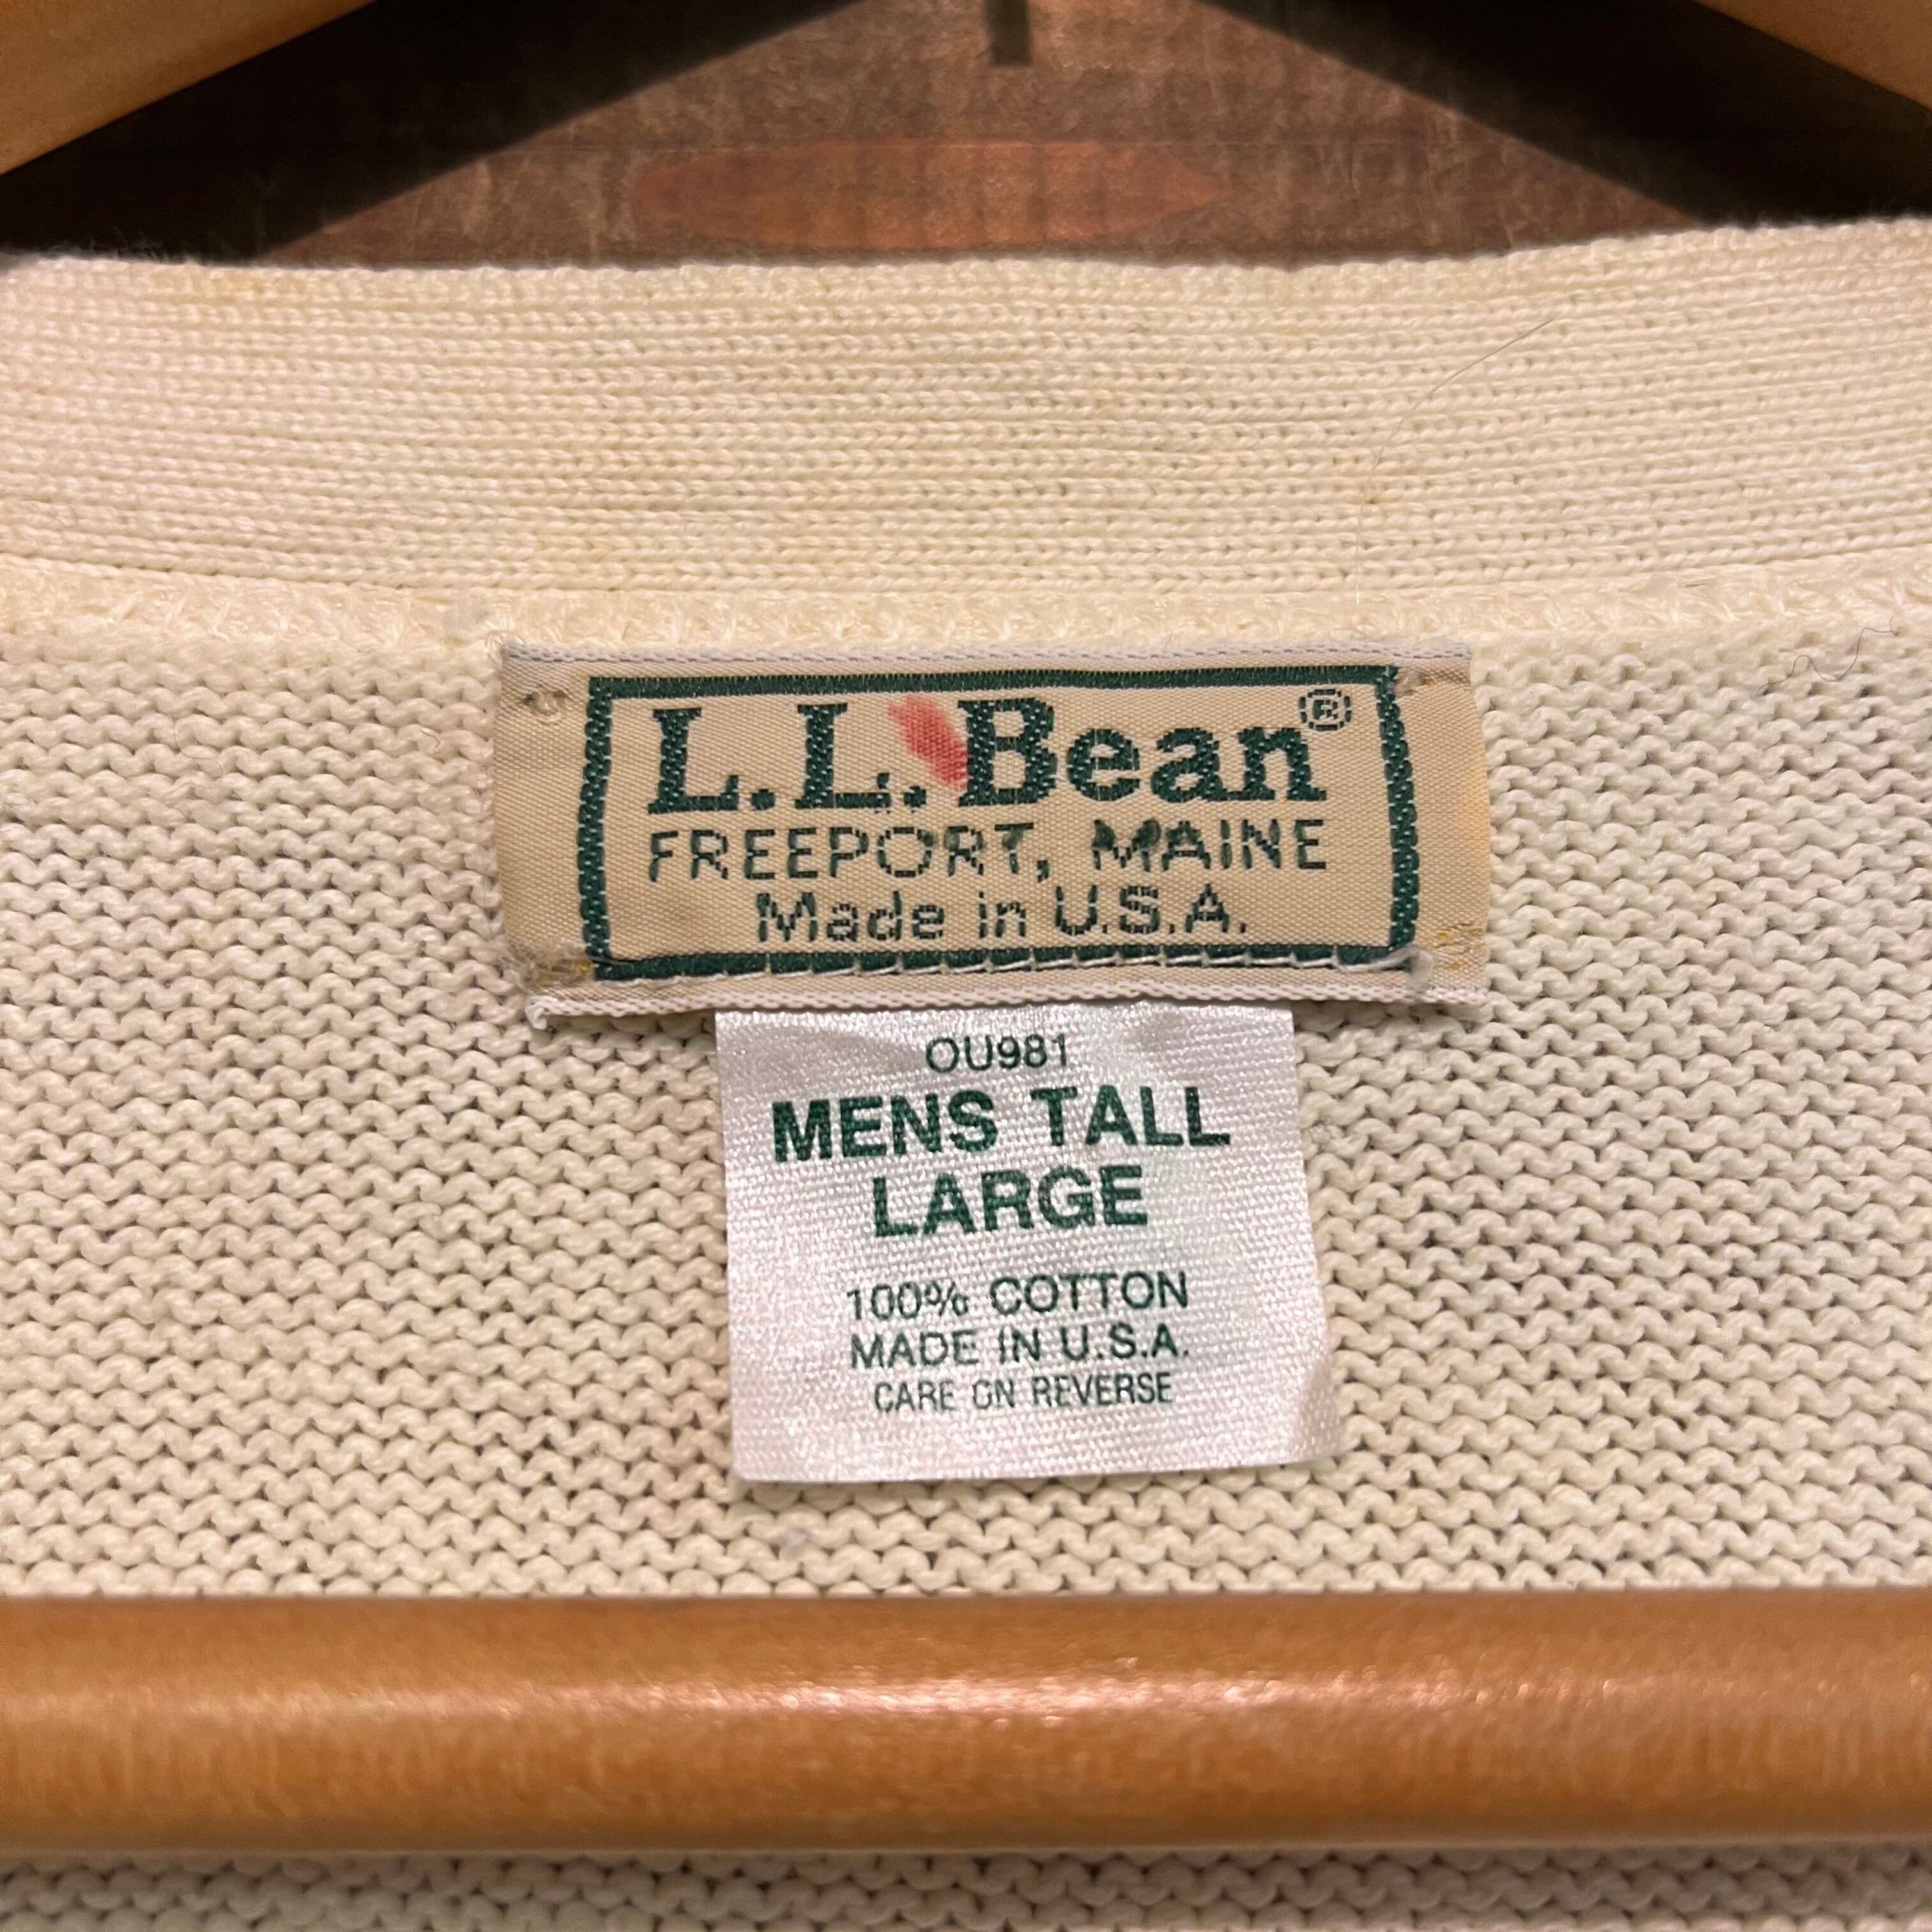 L.L.Bean®
FREEPORT, MAINE
Made in U.S.A.
OU981
MENS TALL
LARGE
100% COTTON
MADE IN U.S.A.
CARE ON REVERSE